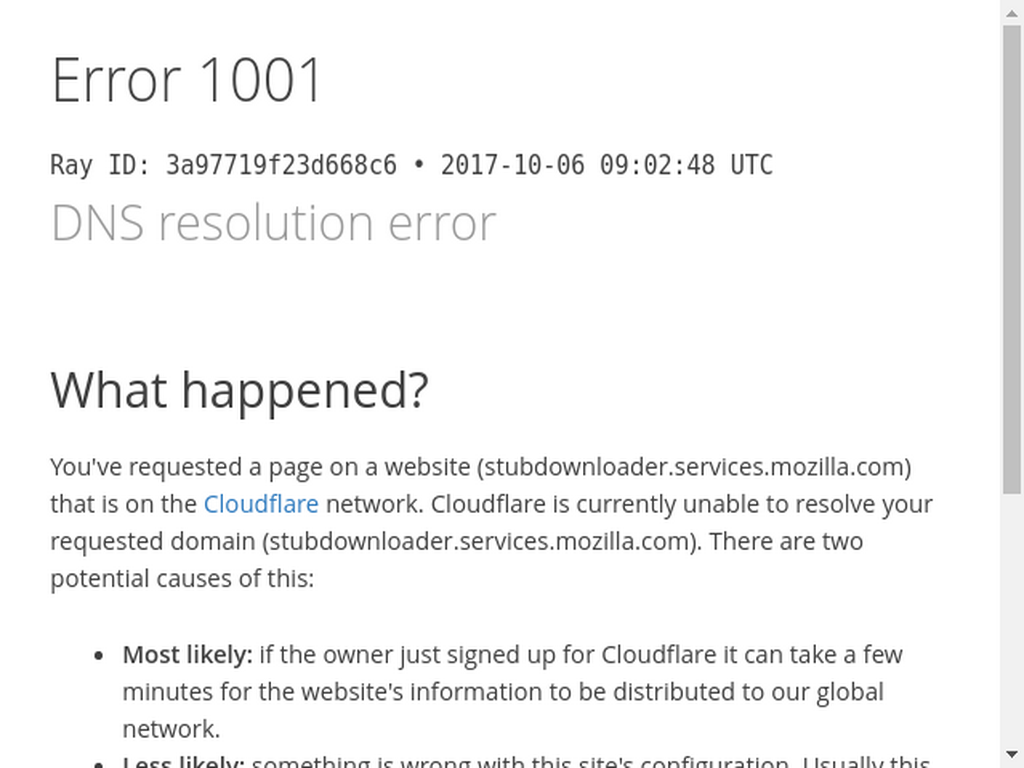 Error 1001
Ray ID: 3a97719f23d668c6 • 2017-10-06 09:02:48 UTC
DNS resolution error
What happened?
You've requested a page on a website (stubdownloader.services.mozilla.com)
that is on the Cloudflare network. Cloudflare is currently unable to resolve your
requested domain (stubdownloader.services.mozilla.com). There are two
potential causes of this:
• Most likely: if the owner just signed up for Cloudflare it can take a few
minutes for the website's information to be distributed to our global
network.
• Less likely: something is wrong with this site's configuration. Usually this